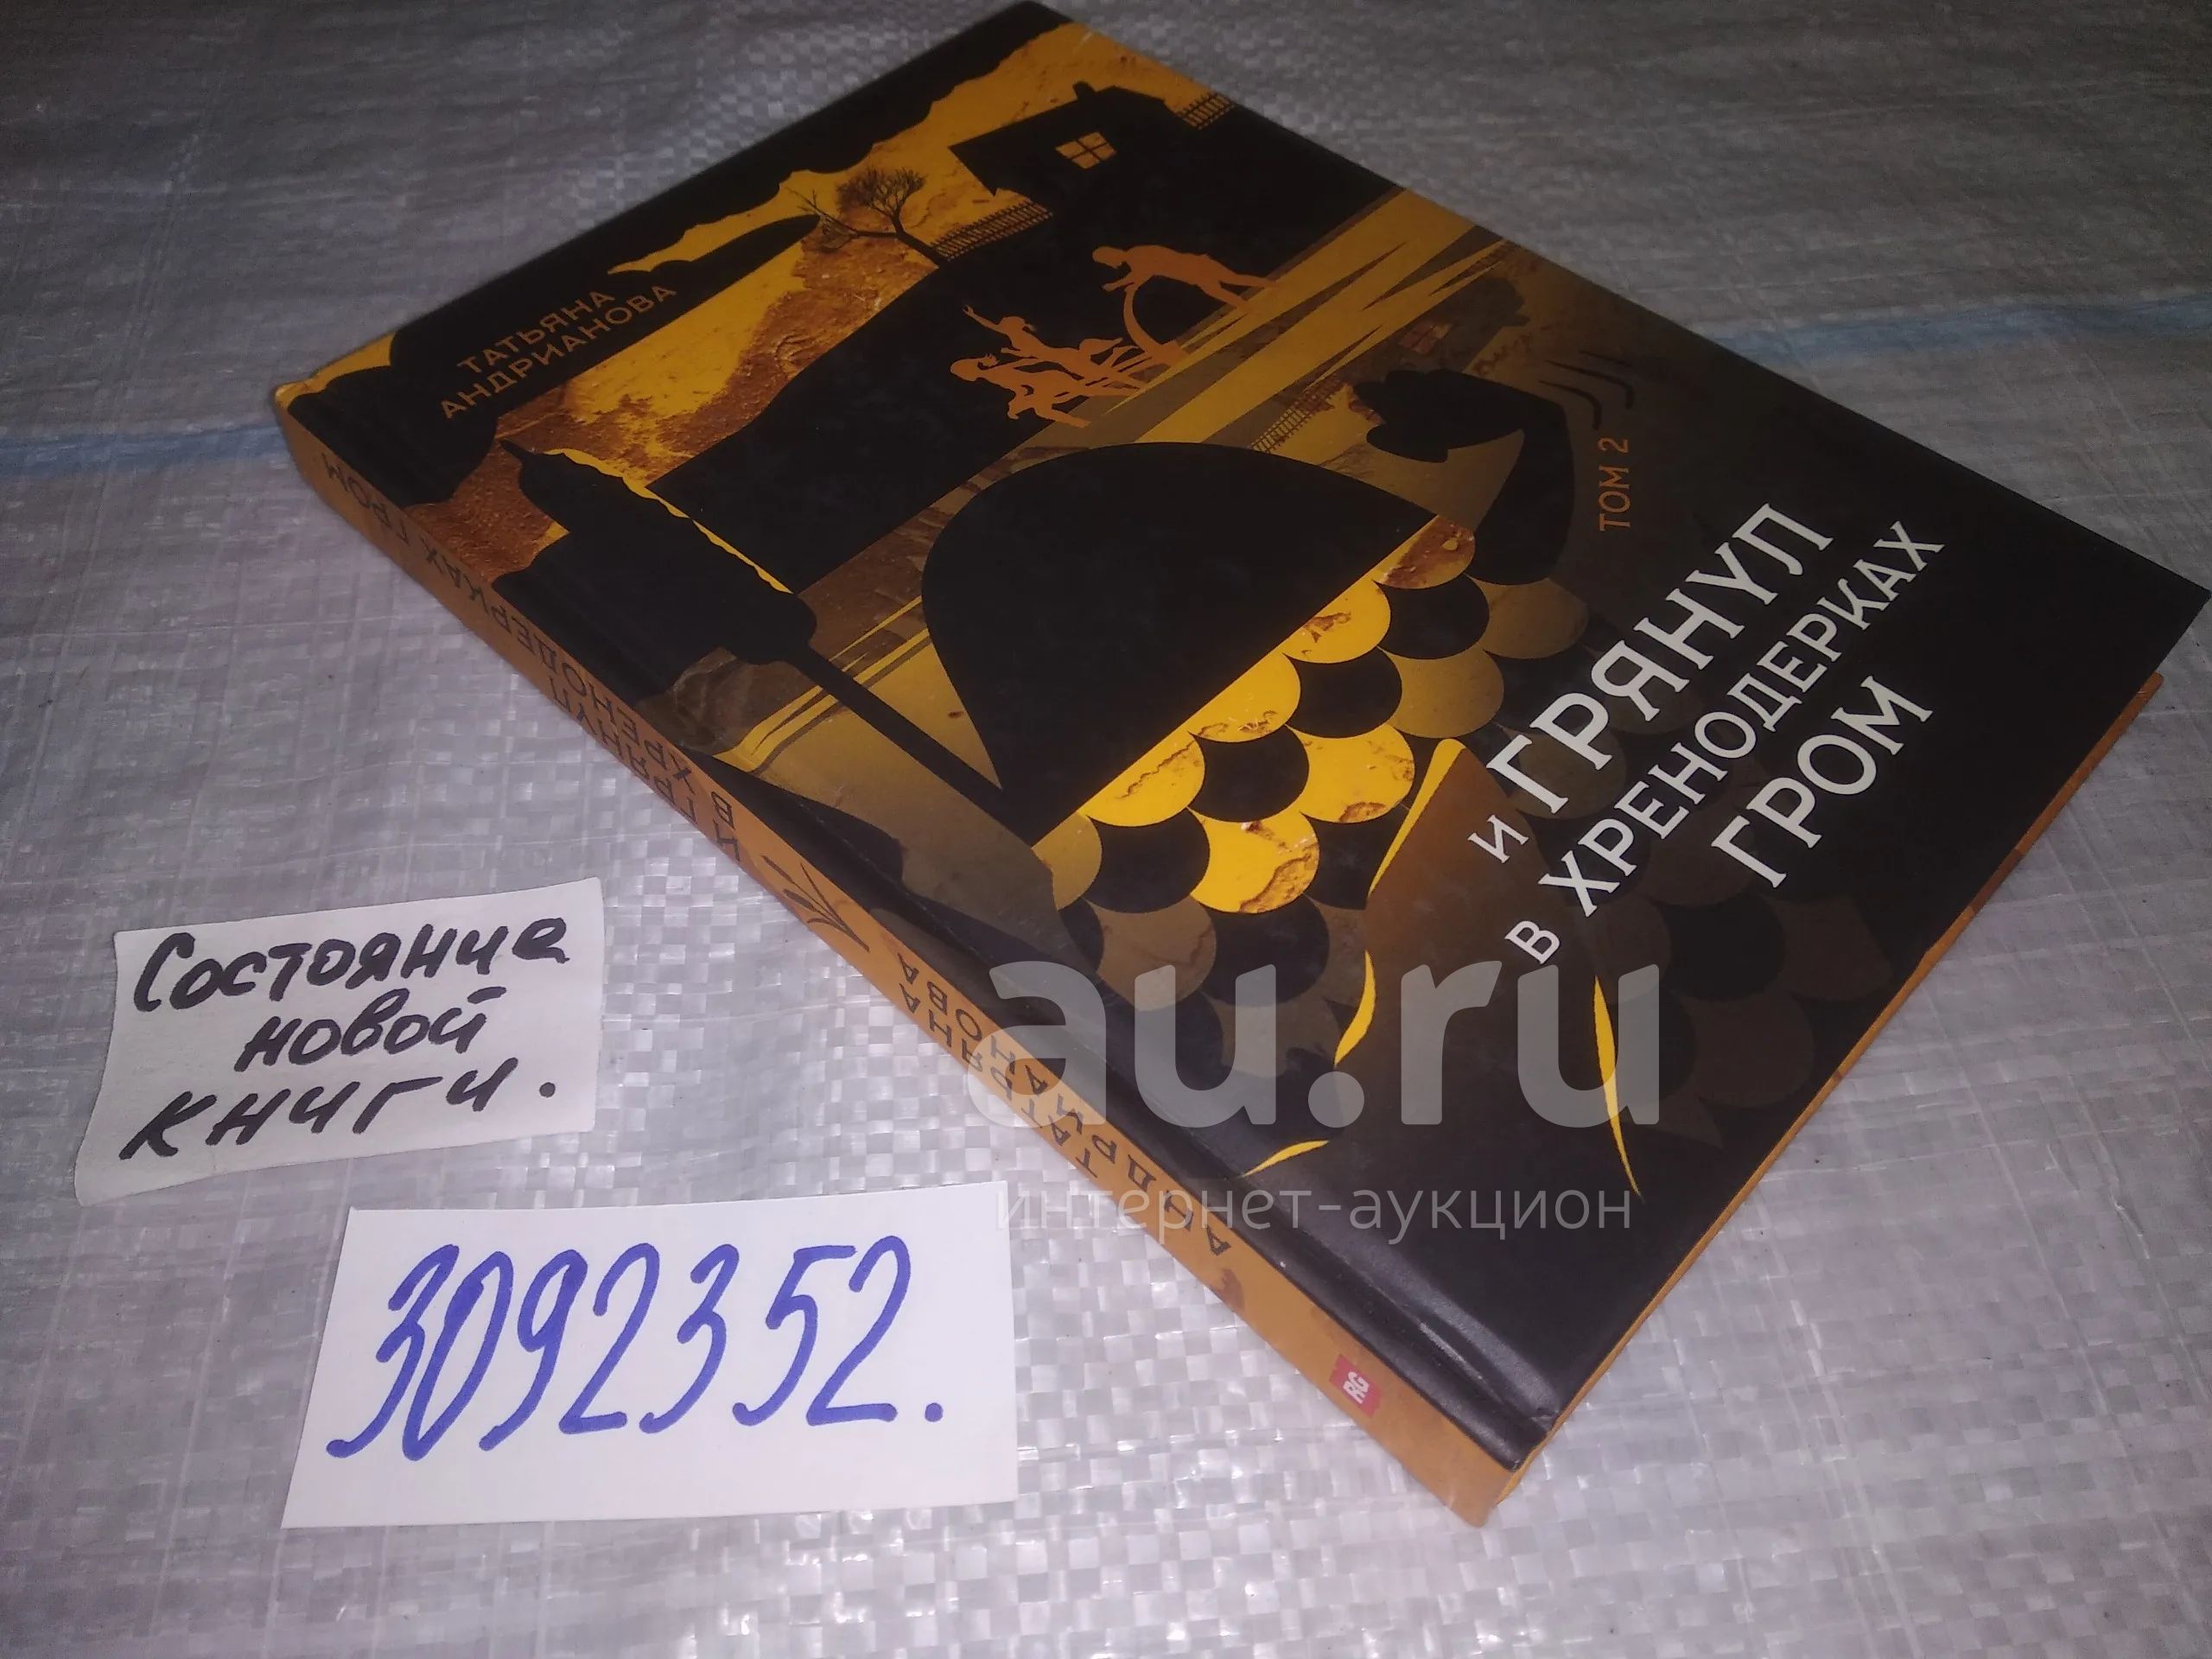 ТАТЬЯНА
АНДРИАНОВА
ТОМ 2
И ГРЯНУЛ
В ХРЕНОДЕРКАХ
ГРОМ
И ГРЯНУЛ
В ХРЕНОДЕРКАХ ГРОМ
ТАТЬЯНА
АНДРИАНОВА
RG
Состояние
новой
книги.
3092352.
au.ru
интернет-аукцион